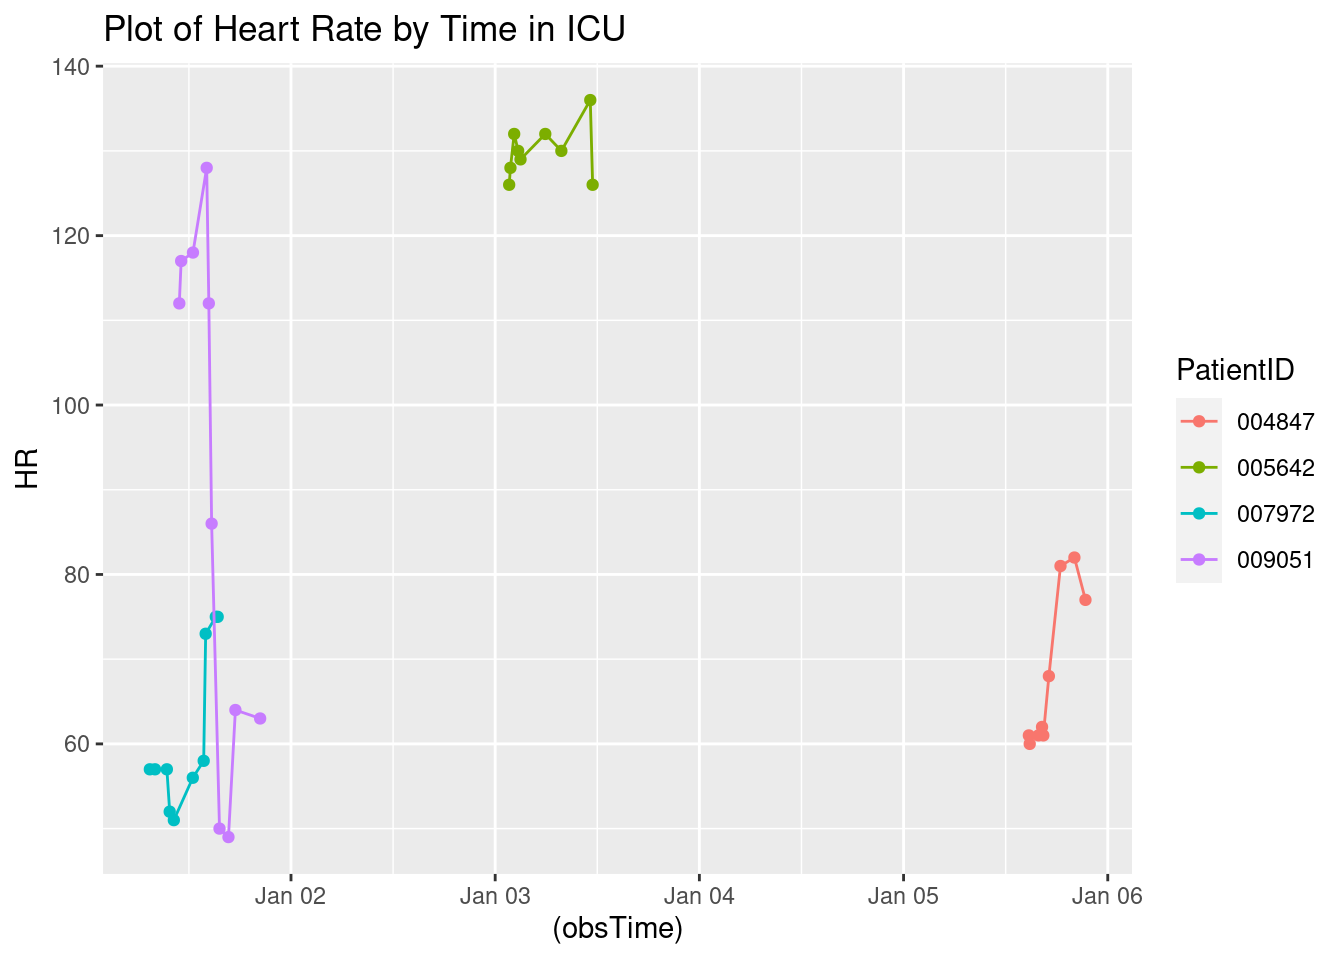 Plot of Heart Rate by Time in ICU
140
120
100
80
60
HR
Jan 02
Jan 03
Jan 04
Jan 05
Jan 06
(obsTime)
PatientID
004847
005642
007972
009051